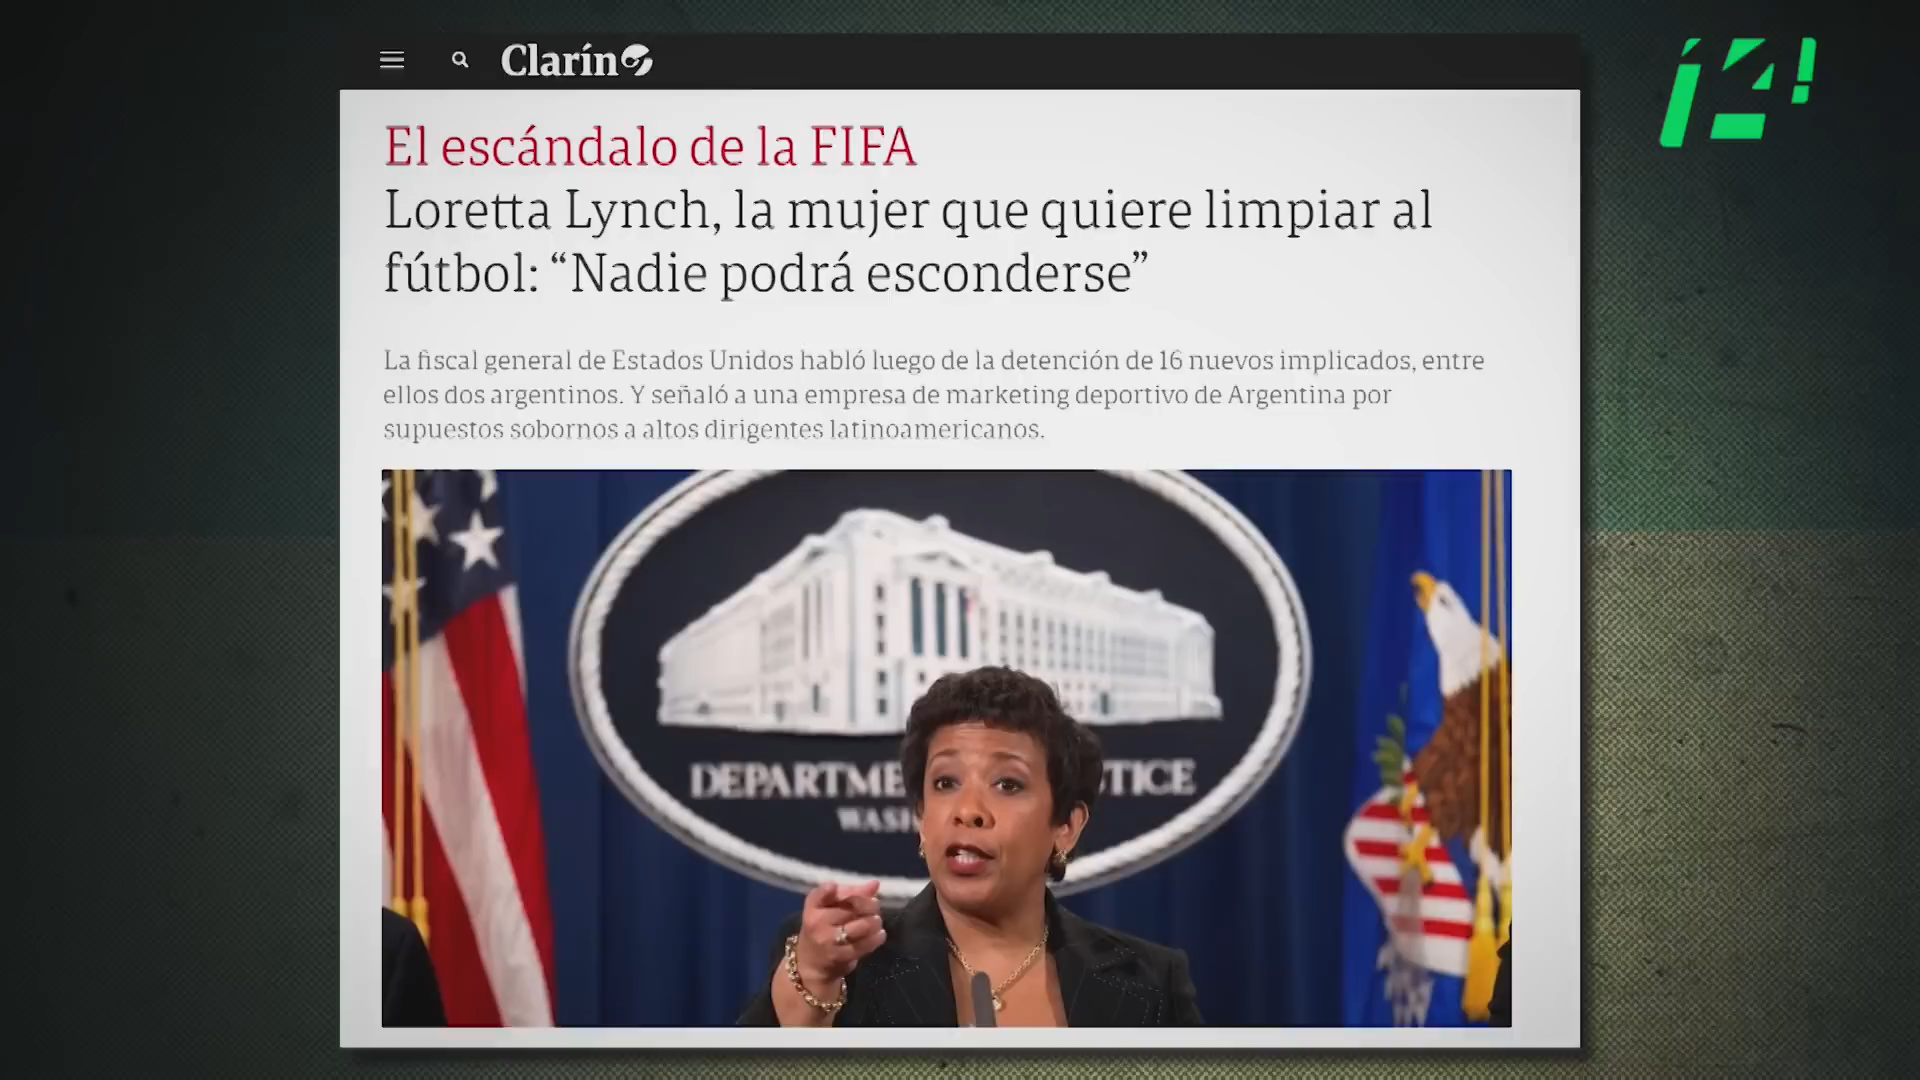 Clarín
El escándalo de la FIFA
Loretta Lynch, la mujer que quiere limpiar al
fútbol: “Nadie podrá esconderse”
La fiscal general de Estados Unidos habló luego de la detención de 16 nuevos implicados, entre
ellos dos argentinos. Y señaló a una empresa de marketing deportivo de Argentina por
supuestos sobornos a altos dirigentes latinoamericanos.
DEPARTME TICE
WASH